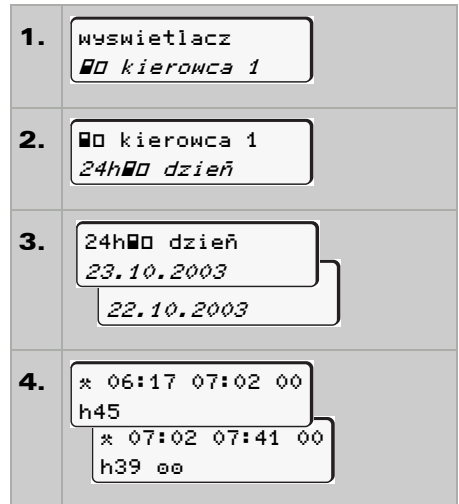 1.
wyswietlacz
kierowca 1
2.
kierowca 1
24h dzień
3.
24h dzień
23.10.2003
22.10.2003
4.
06:17 07:02 00
h45
07:02 07:41 00
h39